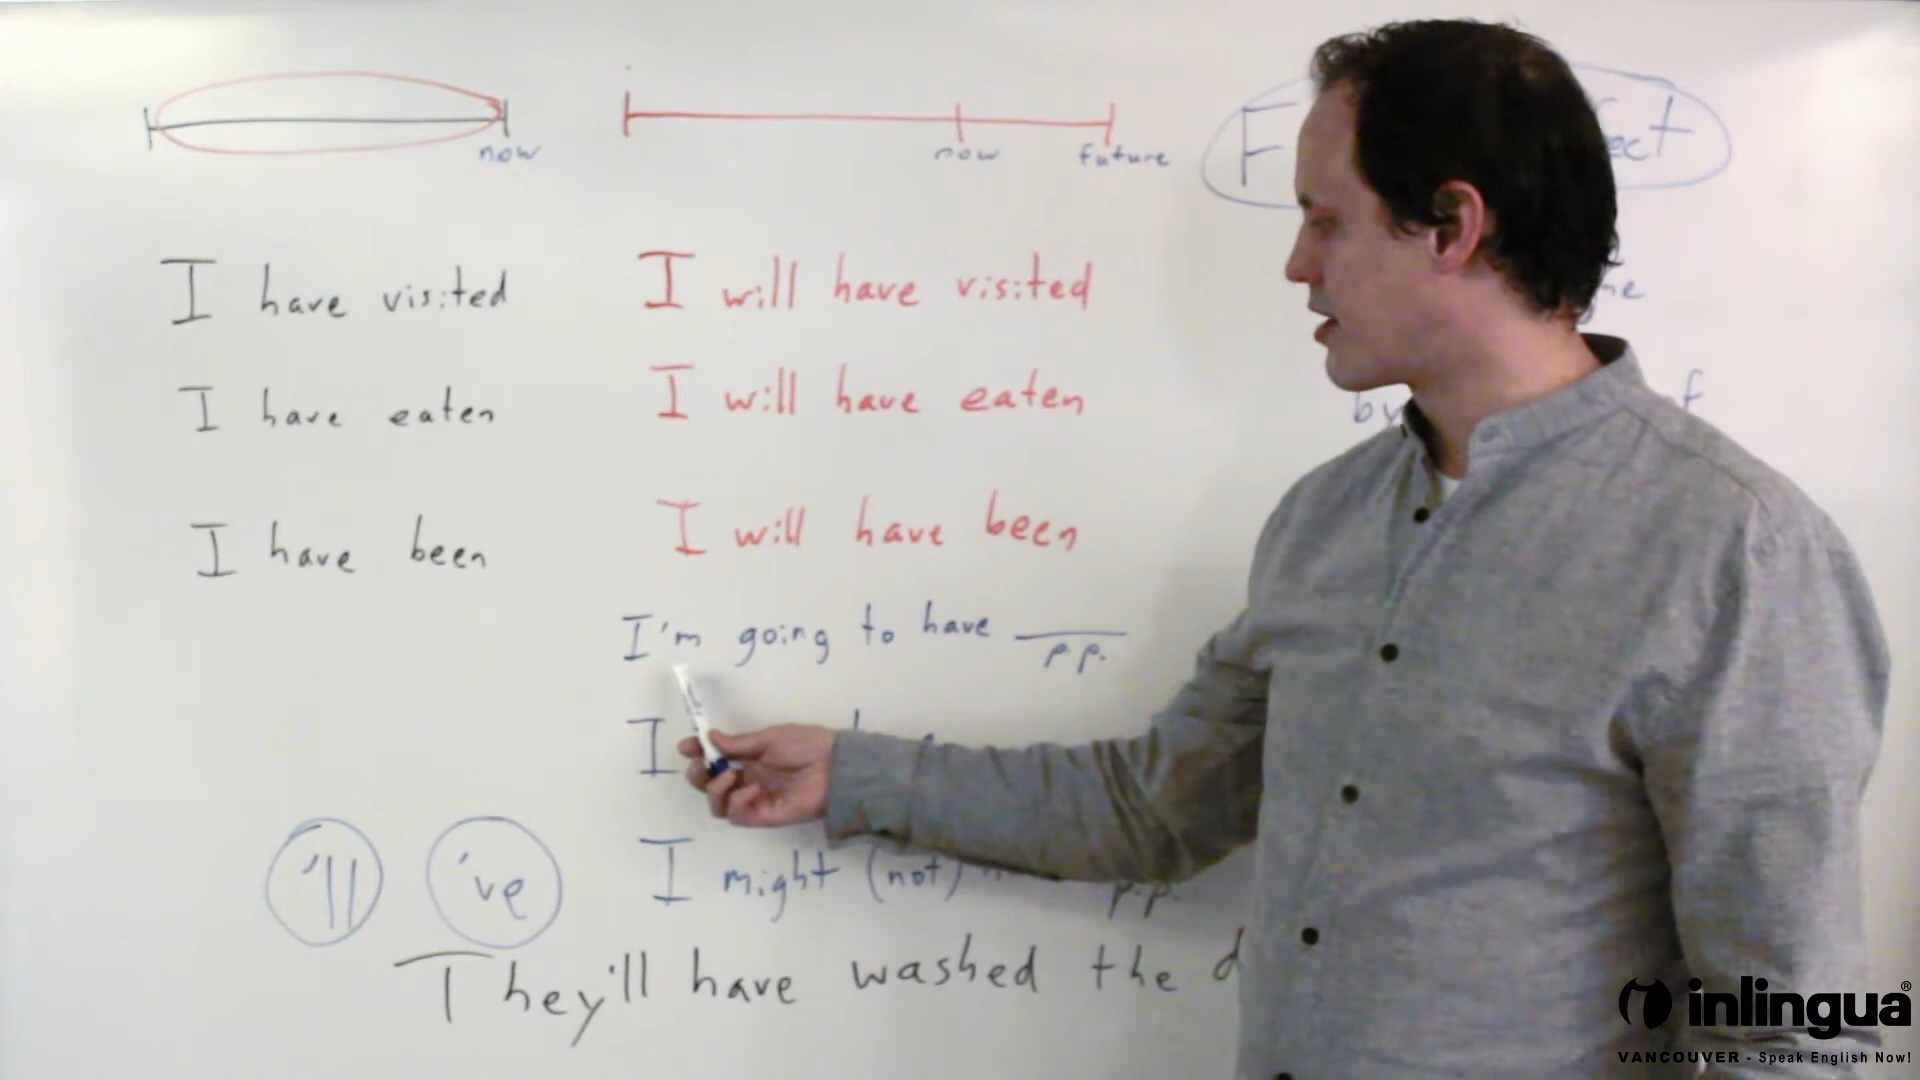 now
now future
I have visited
I will have visited
I have eaten
I will have eaten
by
I have been
I will have been
I'm going to have
p.p.
I
'll 've
I might (not)
p.p.
They'll have washed the
inlingua®
VANCOUVER - Speak English Now!